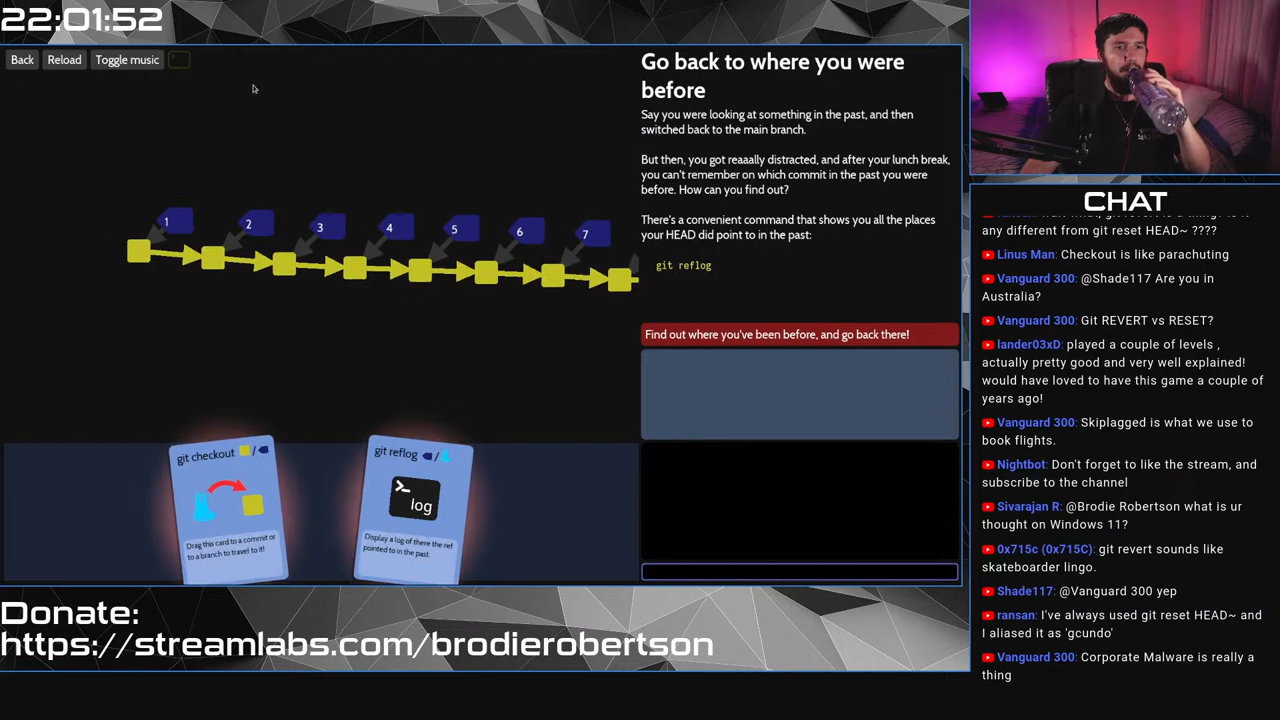 22:01:52
Back
Reload
Toggle music
1
2
3
4
5
6
7
Go back to where you were
before
Say you were looking at something in the past, and then
switched back to the main branch.
But then, you got reaaally distracted, and after your lunch break,
you can't remember on which commit in the past you were
before. How can you find out?
There's a convenient command that shows you all the places
your HEAD did point to in the past:
git reflog
Find out where you've been before, and go back there!
git checkout /
Drag this card to a commit or
to a branch to travel to it!
git reflog /
>_
log
Display a log of there the ref
pointed to in the past.
CHAT
any different from git reset HEAD~ ????
Linus Man: Checkout is like parachuting
Vanguard 300: @Shade117 Are you in
Australia?
Vanguard 300: Git REVERT vs RESET?
lander03xD: played a couple of levels ,
actually pretty good and very well explained!
would have loved to have this game a couple of
years ago!
Vanguard 300: Skiplagged is what we use to
book flights.
Nightbot: Don't forget to like the stream, and
subscribe to the channel
Sivarajan R: @Brodie Robertson what is ur
thought on Windows 11?
0x715c (0x715C): git revert sounds like
skateboarder lingo.
Shade117: @Vanguard 300 yep
ransan: I've always used git reset HEAD~ and
I aliased it as 'gcundo'
Vanguard 300: Corporate Malware is really a
thing
Donate:
https://streamlabs.com/brodierobertson